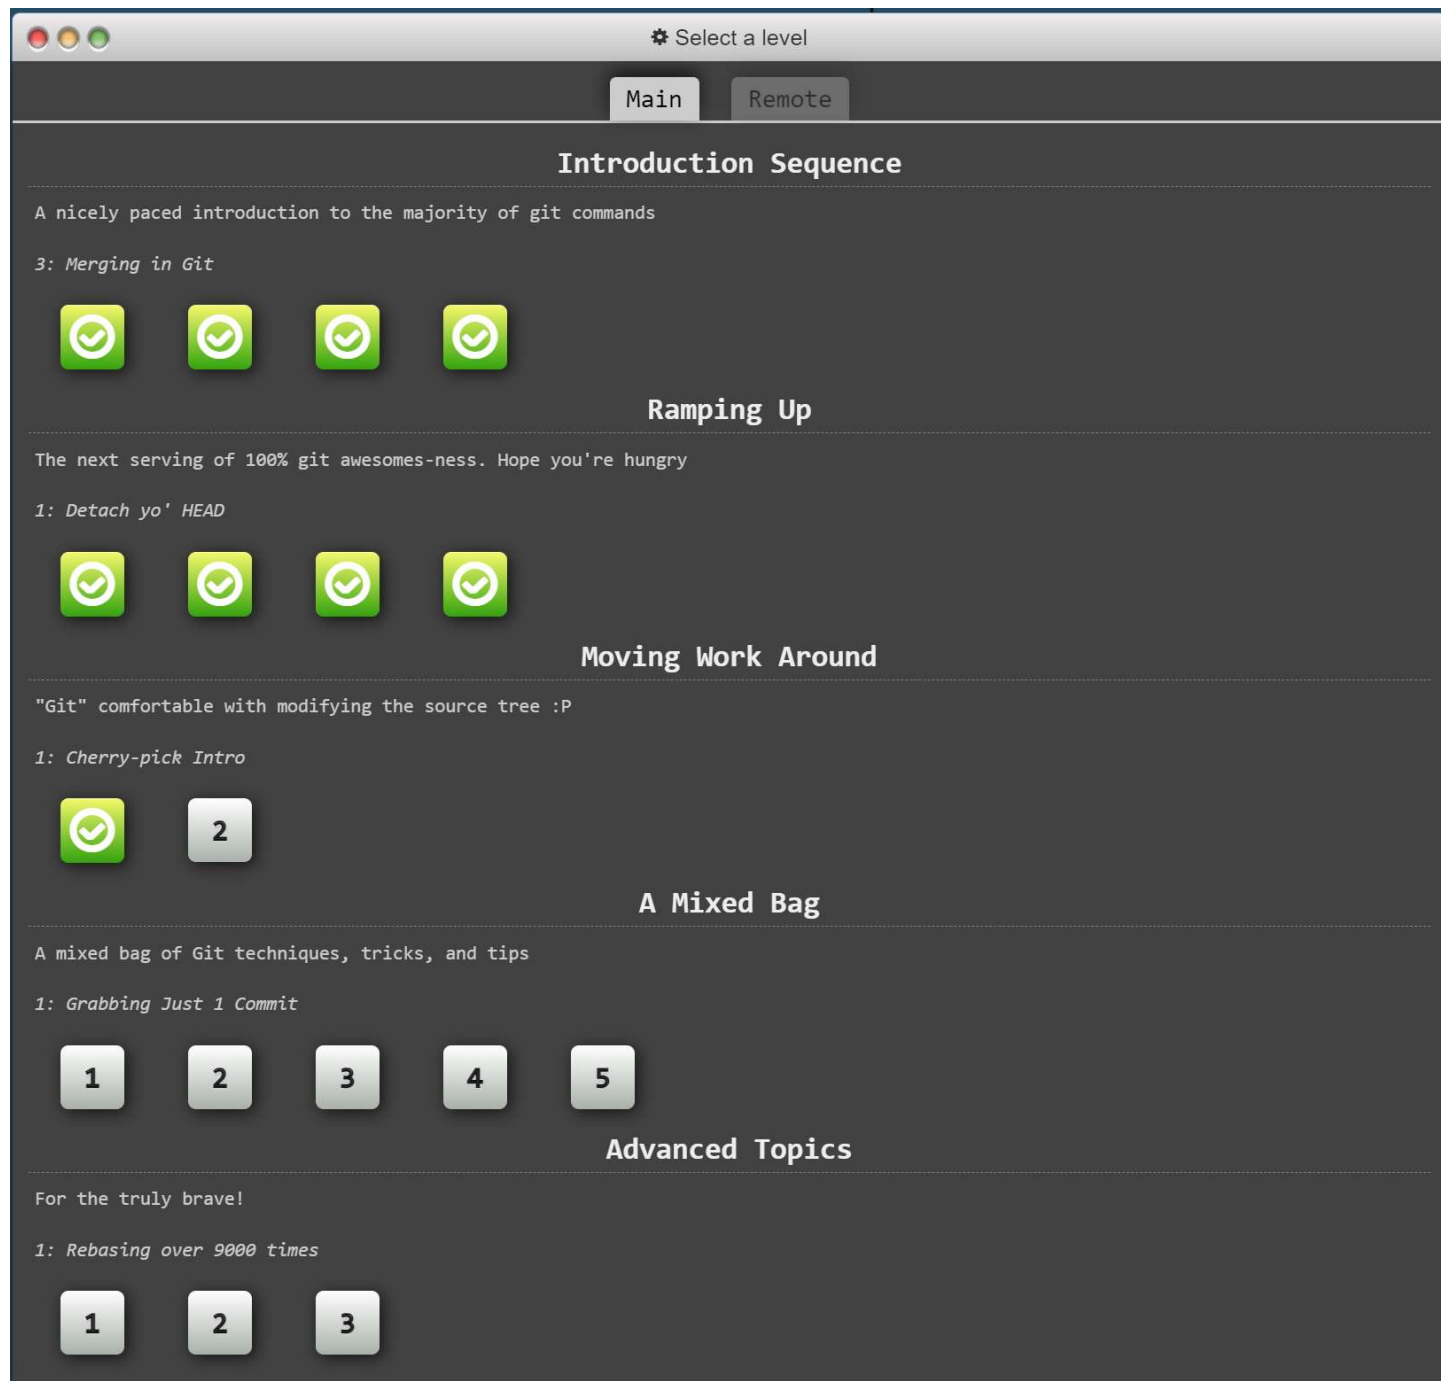 Select a level
Main Remote
Introduction Sequence
A nicely paced introduction to the majority of git commands
3: Merging in Git
Ramping Up
The next serving of 100% git awesomes-ness. Hope you're hungry
1: Detach yo' HEAD
Moving Work Around
"Git" comfortable with modifying the source tree :P
1: Cherry-pick Intro
2
A Mixed Bag
A mixed bag of Git techniques, tricks, and tips
1: Grabbing Just 1 Commit
1 2 3 4 5
Advanced Topics
For the truly brave!
1: Rebasing over 9000 times
1 2 3